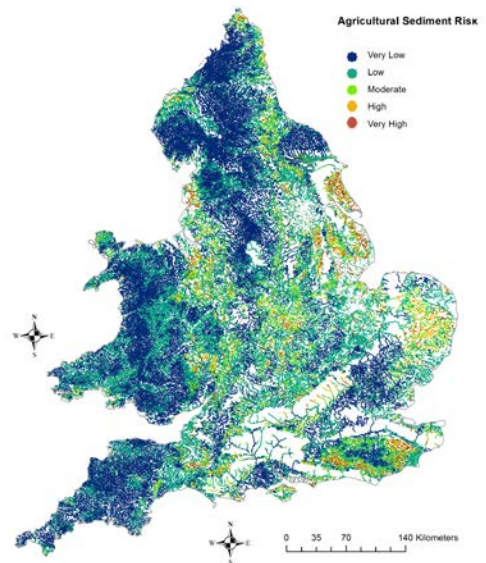 Agricultural Sediment Risk
Very Low
Low
Moderate
High
Very High
N
W E
S
N
W E
S
0 35 70 140 Kilometers